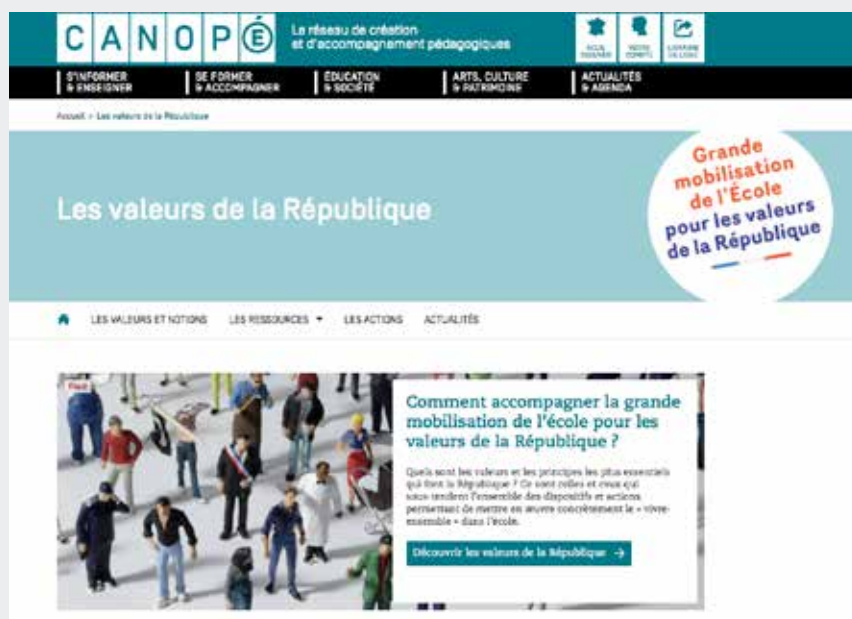 CANOPÉ
Le réseau de création
et d'accompagnement pédagogiques
S'INFORMER
& ENSEIGNER
SE FORMER
& ACCOMPAGNER
ÉDUCATION
& SOCIÉTÉ
ARTS, CULTURE
& PATRIMOINE
ACTUALITÉS
& AGENDA
Accueil > Les valeurs de la République
Les valeurs de la République
Grande
mobilisation
de l'École
pour les valeurs
de la République
LES VALEURS ET NOTIONS
LES RESSOURCES
LES ACTIONS
ACTUALITÉS
Comment accompagner la grande
mobilisation de l'école pour les
valeurs de la République ?
Quels sont les valeurs et les principes les plus essentiels
qui font la République ? Ce sont celles et ceux qui
sous-tendent l'ensemble des dispositifs et actions
permettant de mettre en œuvre concrètement le « vivre-
ensemble » dans l'école.
Découvrir les valeurs de la République →